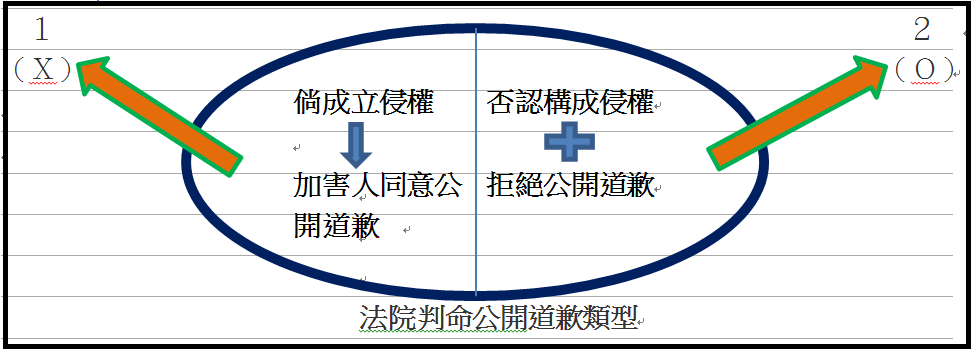 1
2
（Ｘ）
（Ｏ）
倘成立侵權
加害人同意公
開道歉
否認構成侵權
拒絕公開道歉
法院判命公開道歉類型